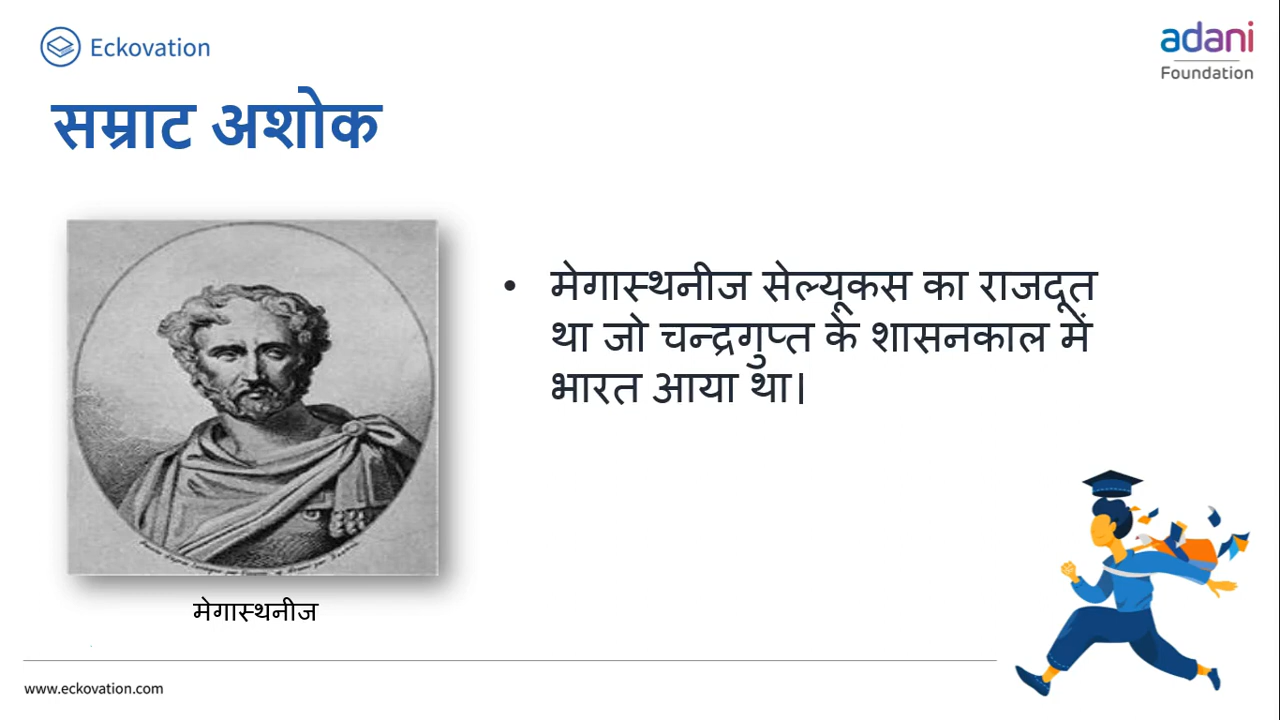 Eckovation
adani
Foundation
सम्राट अशोक
• मेगास्थनीज सेल्यूकस का राजदूत
था जो चन्द्रगुप्त के शासनकाल में
भारत आया था।
मेगास्थनीज
www.eckovation.com